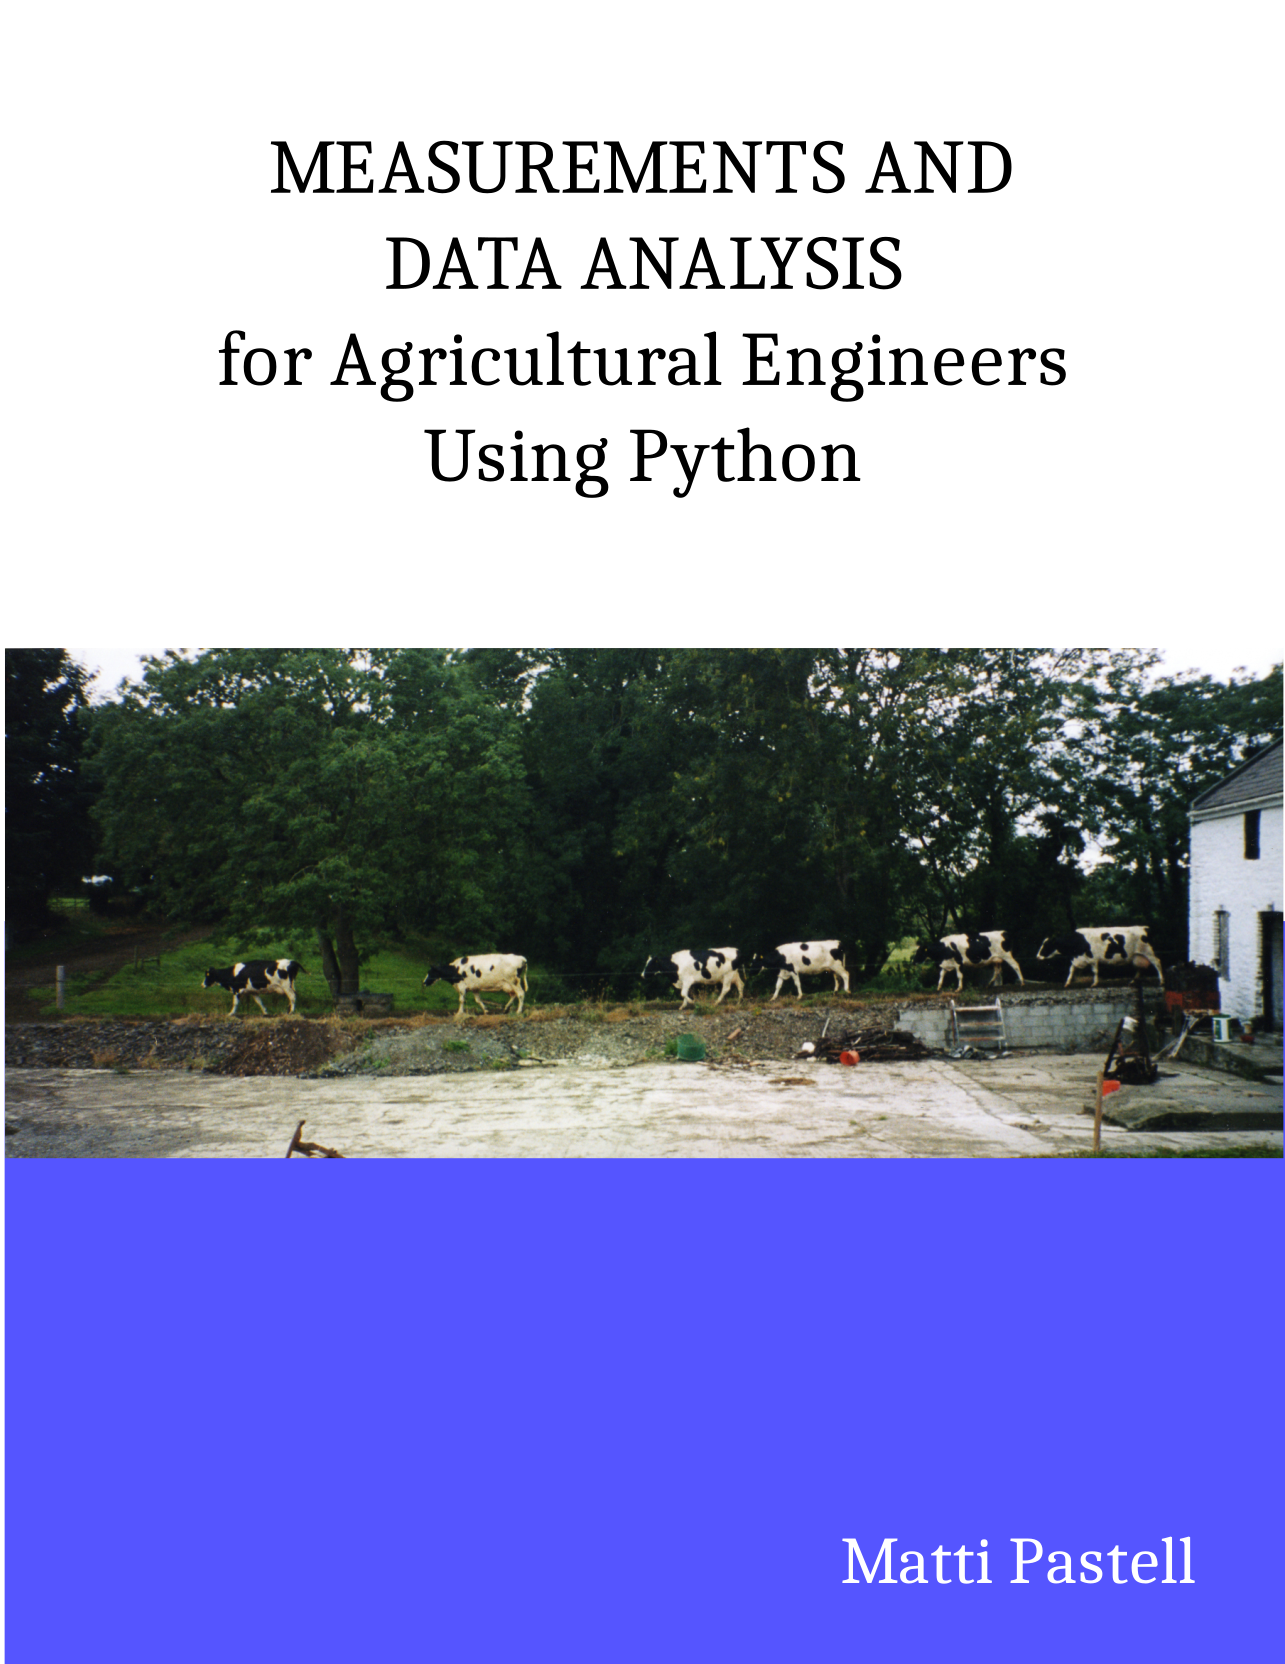 MEASUREMENTS AND
DATA ANALYSIS
for Agricultural Engineers
Using Python
Matti Pastell